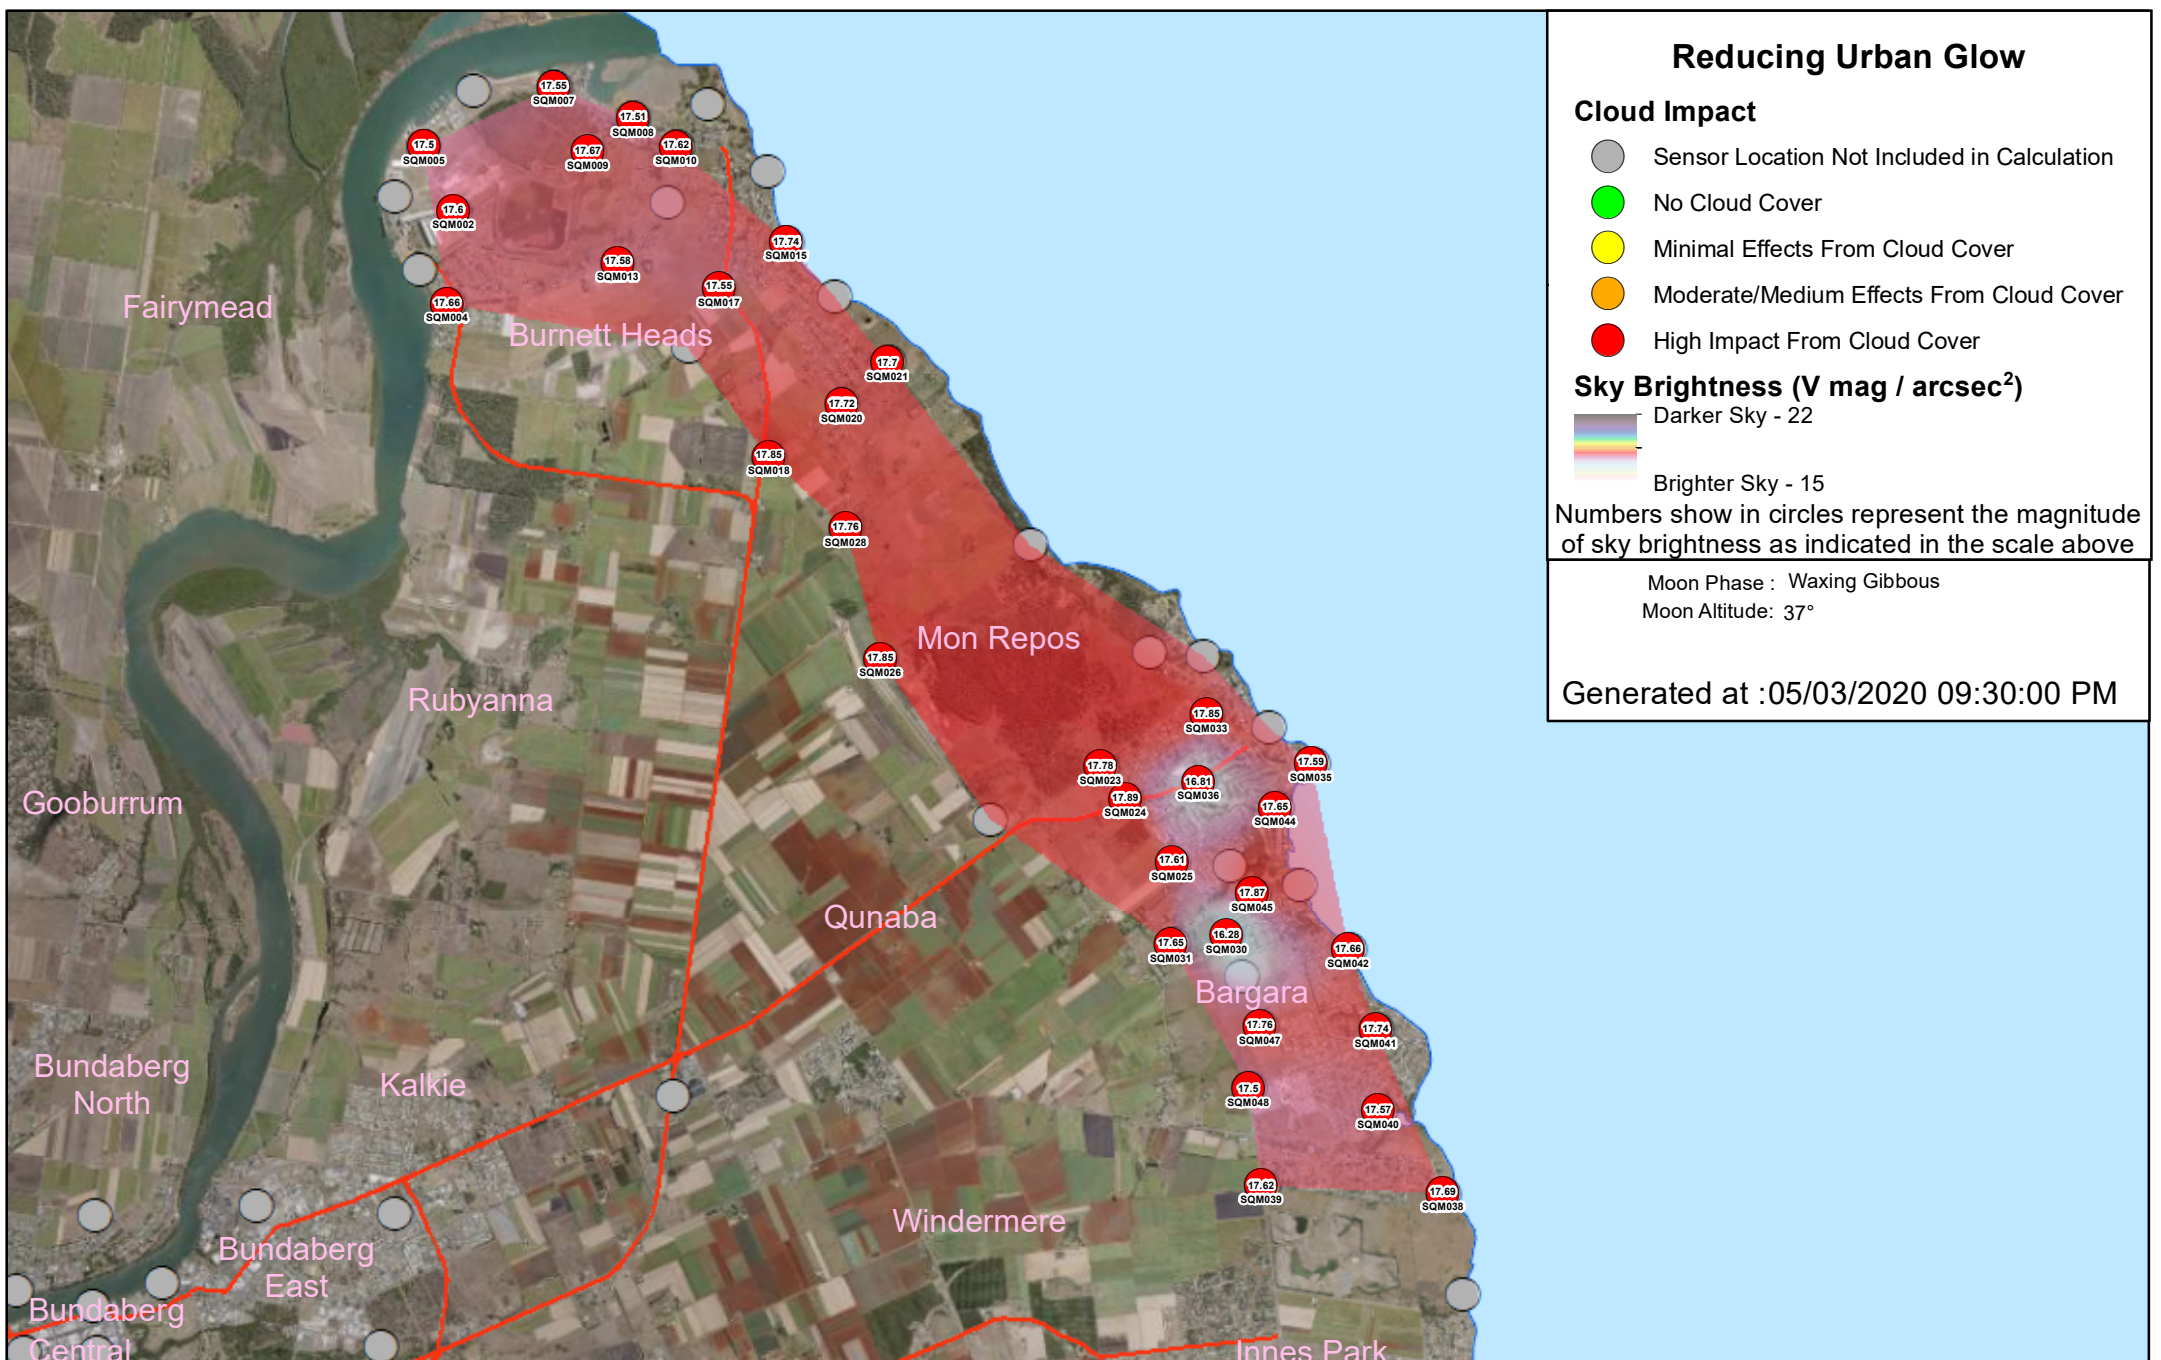 Reducing Urban Glow
Cloud Impact
Sensor Location Not Included in Calculation
No Cloud Cover
Minimal Effects From Cloud Cover
Moderate/Medium Effects From Cloud Cover
High Impact From Cloud Cover
Sky Brightness (V mag / arcsec²)
Darker Sky - 22
Brighter Sky - 15
Numbers show in circles represent the magnitude
of sky brightness as indicated in the scale above
Moon Phase : Waxing Gibbous
Moon Altitude: 37°
Generated at :05/03/2020 09:30:00 PM
17.55
SQM007
17.51
SQM008
17.5
SQM005
17.67
SQM009
17.62
SQM010
17.6
SQM002
17.74
SQM015
17.58
SQM013
17.55
SQM017
17.66
SQM004
Fairymead
Burnett Heads
17.7
SQM021
17.72
SQM020
17.85
SQM018
17.76
SQM028
Mon Repos
17.85
SQM026
Rubyanna
17.85
SQM033
17.78
SQM023
17.59
SQM035
16.81
SQM036
17.89
SQM024
17.65
SQM044
Gooburrum
17.61
SQM025
17.87
SQM045
Qunaba
17.65
SQM031
16.28
SQM030
17.66
SQM042
Bargara
17.76
SQM047
17.74
SQM041
Bundaberg
North
Kalkie
17.5
SQM048
17.57
SQM040
17.62
SQM039
17.69
SQM038
Windermere
Bundaberg
East
Bundaberg
Central
Innes Park